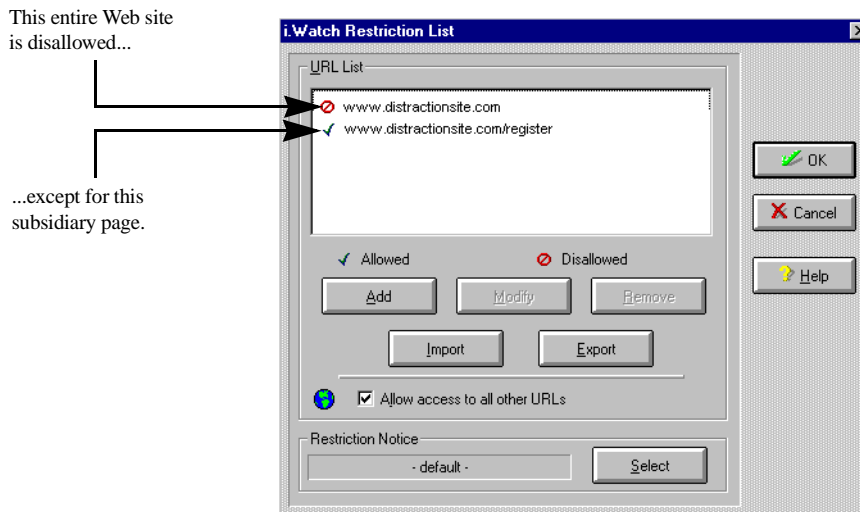 This entire Web site
is disallowed...
i.Watch Restriction List
URL List
www.distractionsite.com
www.distractionsite.com/register
...except for this
subsidiary page.
OK
Cancel
Help
Allowed
Disallowed
Add
Modify
Remove
Import
Export
Allow access to all other URLs
Restriction Notice
- default -
Select